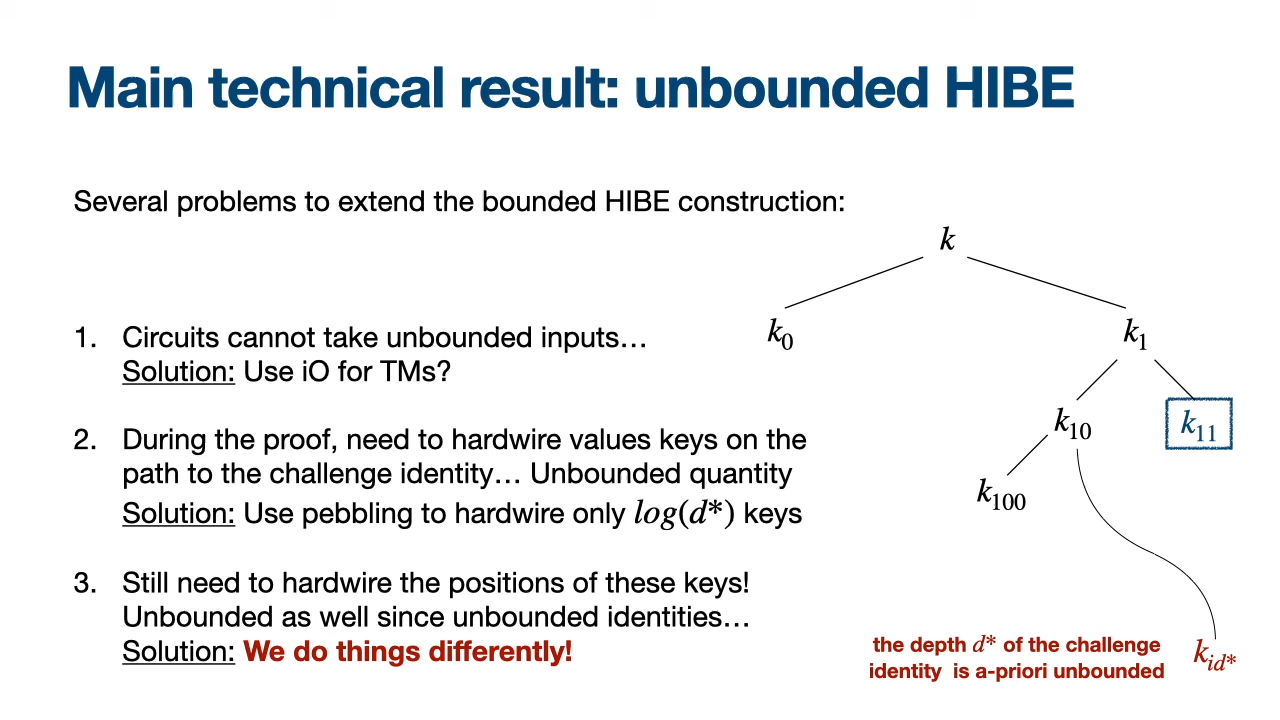 Main technical result: unbounded HIBE
Several problems to extend the bounded HIBE construction:
1. Circuits cannot take unbounded inputs…
Solution: Use iO for TMs?
2. During the proof, need to hardwire values keys on the
path to the challenge identity… Unbounded quantity
Solution: Use pebbling to hardwire only log(d*) keys
3. Still need to hardwire the positions of these keys!
Unbounded as well since unbounded identities…
Solution: We do things differently!
k
k0
k1
k10
k11
k100
the depth d* of the challenge
identity is a-priori unbounded
kid*